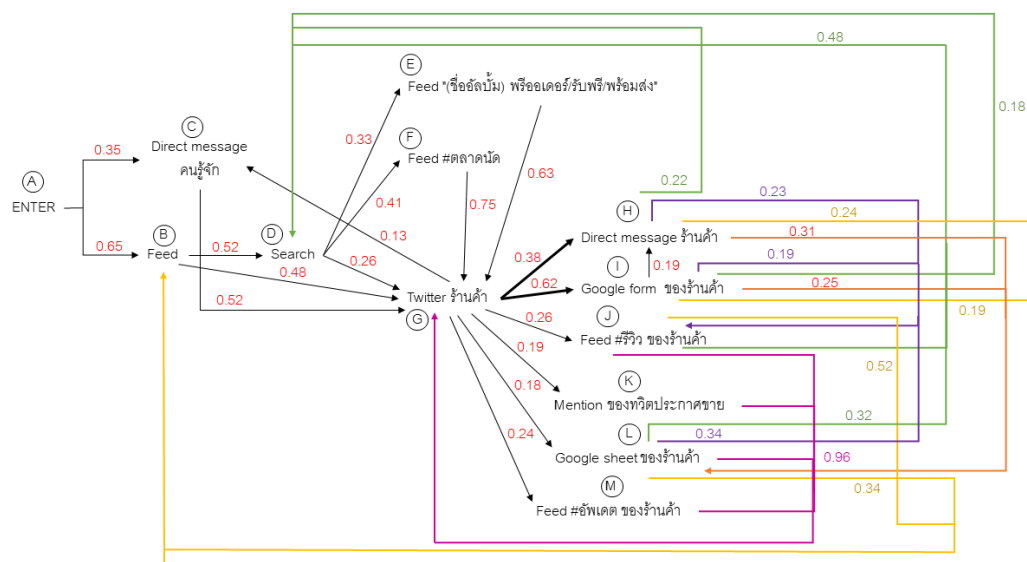 0.48
E
Feed "(ชื่ออัลบั้ม) พรีออเดอร์/รับพรี/พร้อมส่ง"
0.18
C
Direct message
คนรู้จัก
0.35
0.33
F
Feed #ตลาดนัด
0.63
A
ENTER
0.41
0.75
0.22
0.23
0.24
H
Direct message ร้านค้า
0.31
B
Feed
0.65
0.52
D
Search
0.13
0.26
0.48
0.38
0.19
I
Google form ของร้านค้า
0.19
0.25
0.62
Twitter ร้านค้า
G
0.52
0.19
J
Feed #รีวิว ของร้านค้า
0.26
0.52
0.19
K
Mention ของทวิตประกาศขาย
0.18
0.32
L
Google sheet ของร้านค้า
0.34
0.24
0.96
M
Feed #อัพเดต ของร้านค้า
0.34